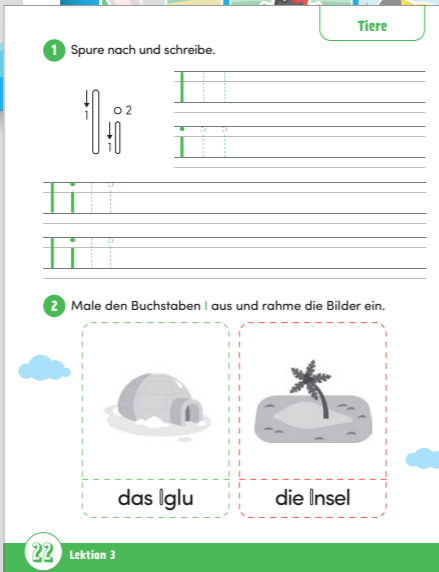 Tiere
1 Spure nach und schreibe.
1 2
1
I I I
i i i
I i I i
I i I i
2 Male den Buchstaben I aus und rahme die Bilder ein.
das Iglu die Insel
22 Lektion 3